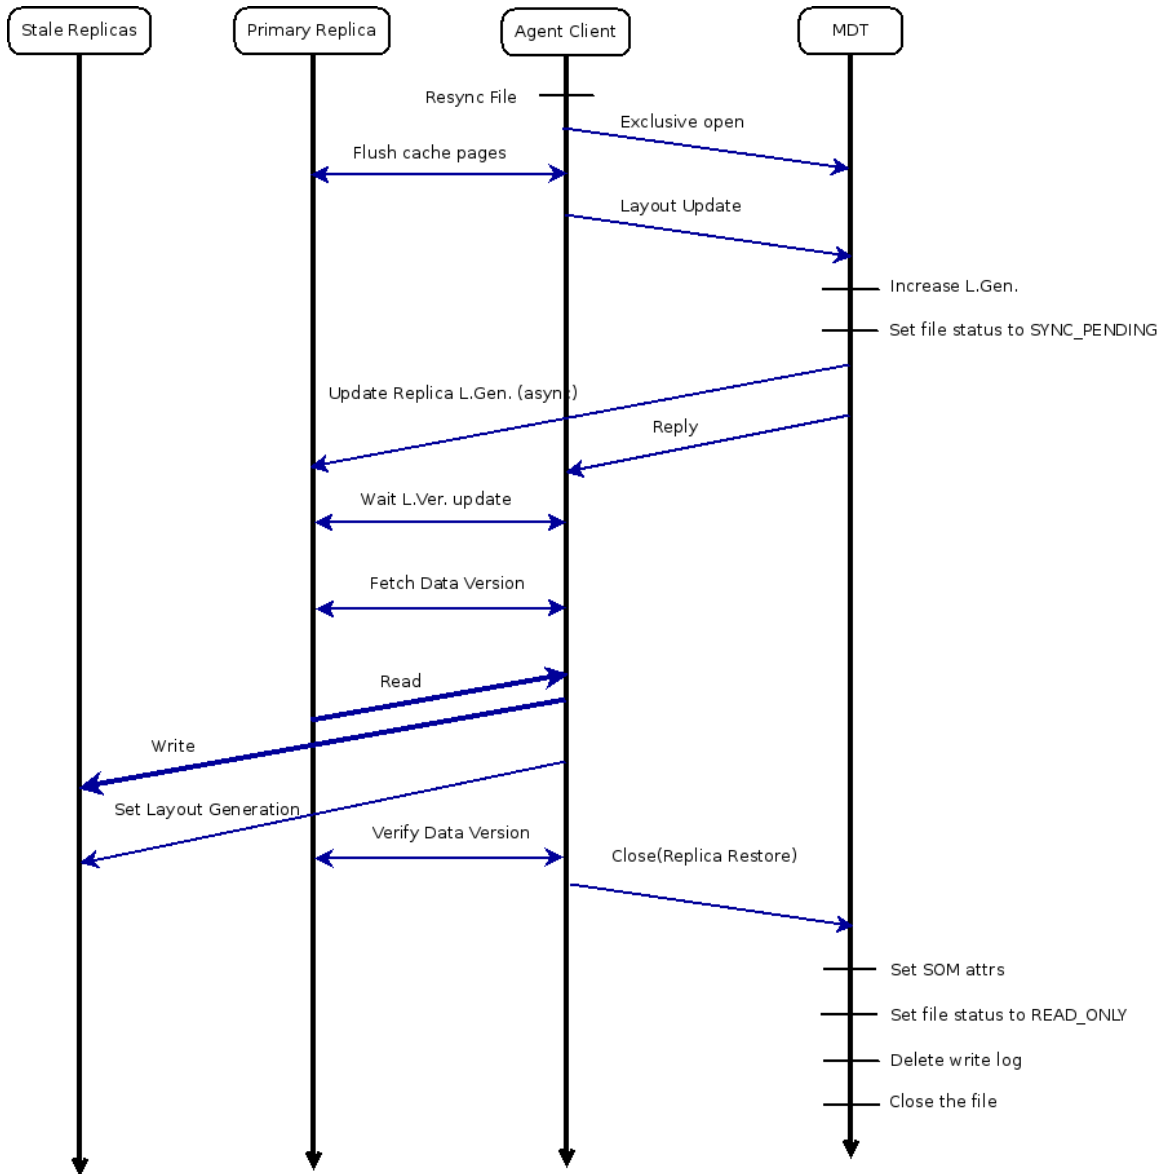 Stale Replicas
Primary Replica
Agent Client
MDT
Resync File
Exclusive open
Flush cache pages
Layout Update
Increase L.Gen.
Set file status to SYNC_PENDING
Update Replica L.Gen. (async)
Reply
Wait L.Ver. update
Fetch Data Version
Read
Write
Set Layout Generation
Verify Data Version
Close(Replica Restore)
Set SOM attrs
Set file status to READ_ONLY
Delete write log
Close the file